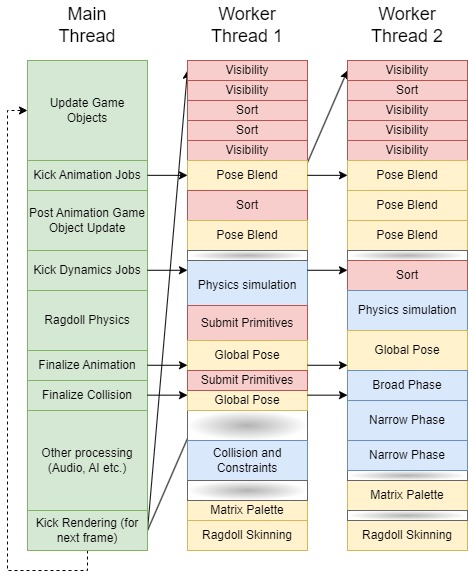 Main
Thread
Update Game
Objects
Kick Animation Jobs
Post Animation Game
Object Update
Kick Dynamics Jobs
Ragdoll Physics
Finalize Animation
Finalize Collision
Other processing
(Audio, AI etc.)
Kick Rendering (for
next frame)
Worker
Thread 1
Visibility
Visibility
Sort
Sort
Visibility
Pose Blend
Sort
Pose Blend
Physics simulation
Submit Primitives
Global Pose
Submit Primitives
Global Pose
Collision and
Constraints
Matrix Palette
Ragdoll Skinning
Worker
Thread 2
Visibility
Sort
Visibility
Visibility
Visibility
Pose Blend
Pose Blend
Pose Blend
Sort
Physics simulation
Global Pose
Broad Phase
Narrow Phase
Narrow Phase
Matrix Palette
Ragdoll Skinning